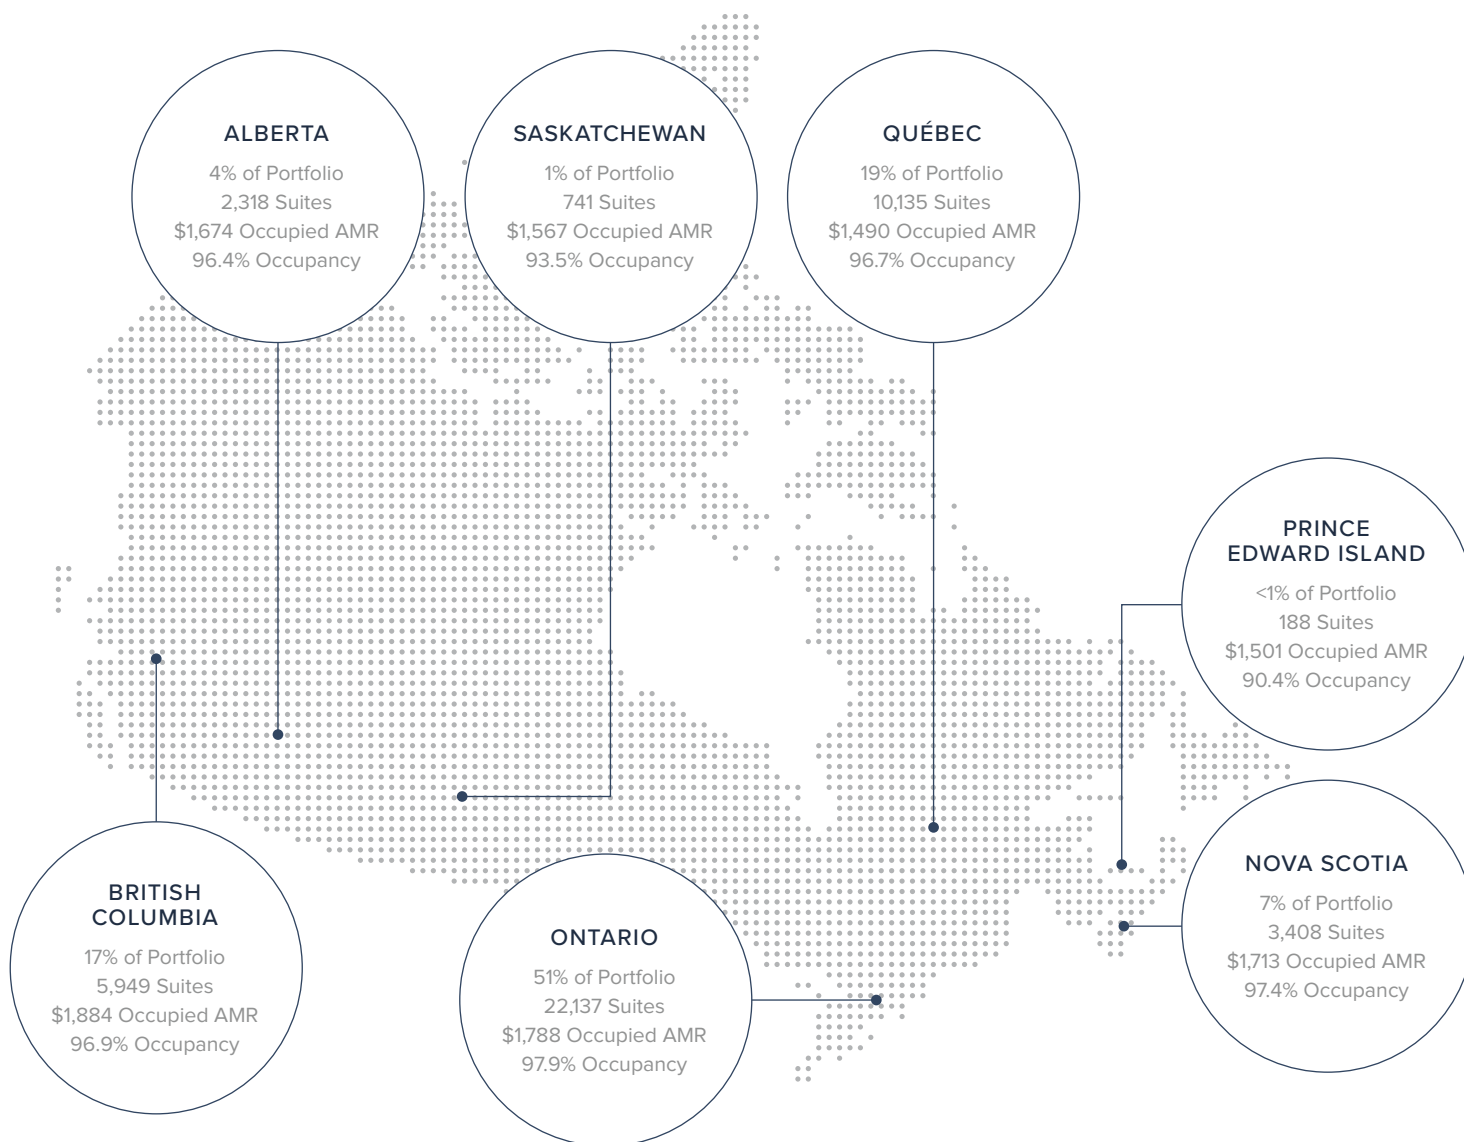 ALBERTA
4% of Portfolio
2,318 Suites
$1,674 Occupied AMR
96.4% Occupancy
SASKATCHEWAN
1% of Portfolio
741 Suites
$1,567 Occupied AMR
93.5% Occupancy
QUÉBEC
19% of Portfolio
10,135 Suites
$1,490 Occupied AMR
96.7% Occupancy
PRINCE
EDWARD ISLAND
<1% of Portfolio
188 Suites
$1,501 Occupied AMR
90.4% Occupancy
BRITISH
COLUMBIA
17% of Portfolio
5,949 Suites
$1,884 Occupied AMR
96.9% Occupancy
ONTARIO
51% of Portfolio
22,137 Suites
$1,788 Occupied AMR
97.9% Occupancy
NOVA SCOTIA
7% of Portfolio
3,408 Suites
$1,713 Occupied AMR
97.4% Occupancy